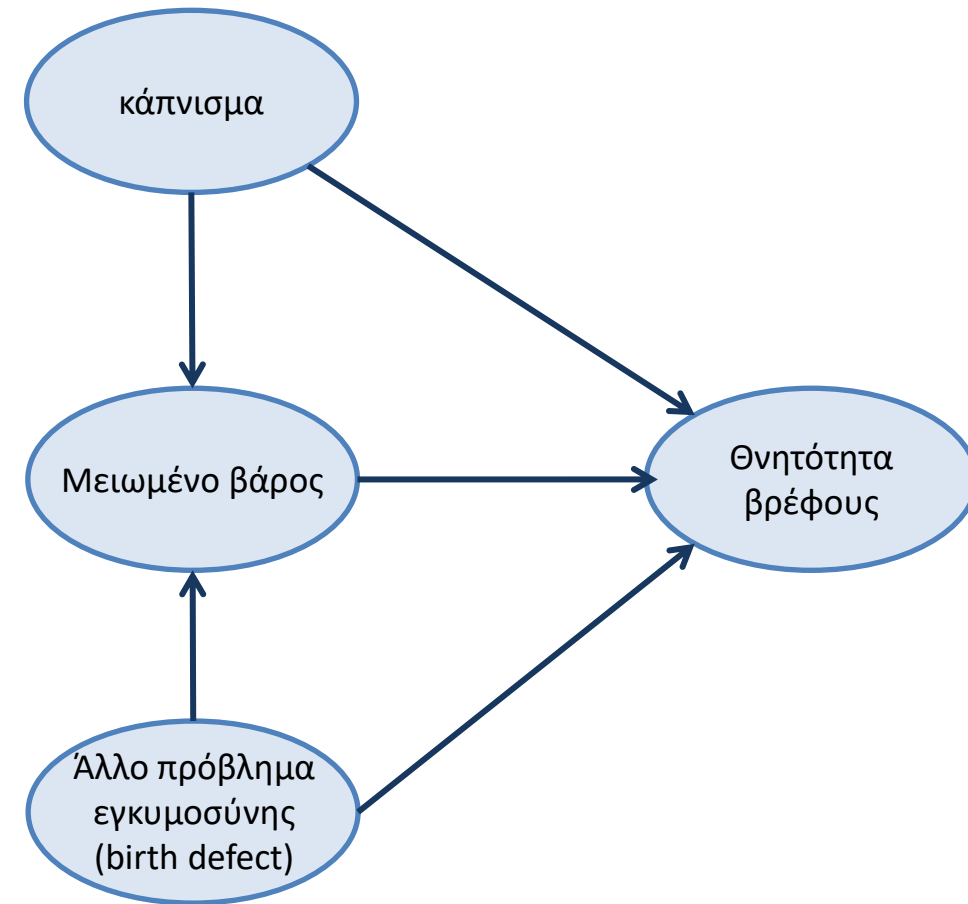 κάπνισμα
Μειωμένο βάρος
Θνητότητα
βρέφους
Άλλο πρόβλημα
εγκυμοσύνης
(birth defect)